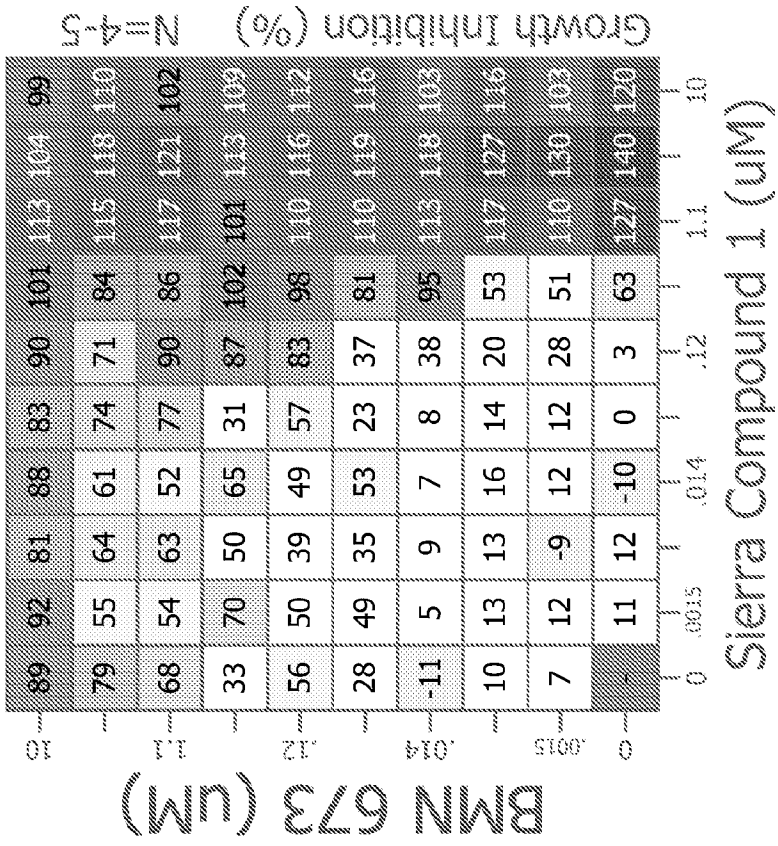 Growth Inhibition (%) N=4-5
BMN 673 (uM)
10 89 92 81 88 83 90 101 113 104 99
79 55 64 61 74 71 84 115 118 110
1.1 68 54 63 52 77 90 86 117 121 102
33 70 50 65 31 87 102 101 113 109
.12 56 50 39 49 57 83 98 110 116 112
28 49 35 53 23 37 81 110 119 116
.014 -11 5 9 7 8 38 95 113 118 103
10 13 13 16 14 20 53 117 127 116
.0015 7 12 -9 12 12 28 51 110 130 103
0 - 11 12 -10 0 3 63 127 140 120
0 .0015 .014 .12 1.1 10
Sierra Compound 1 (uM)